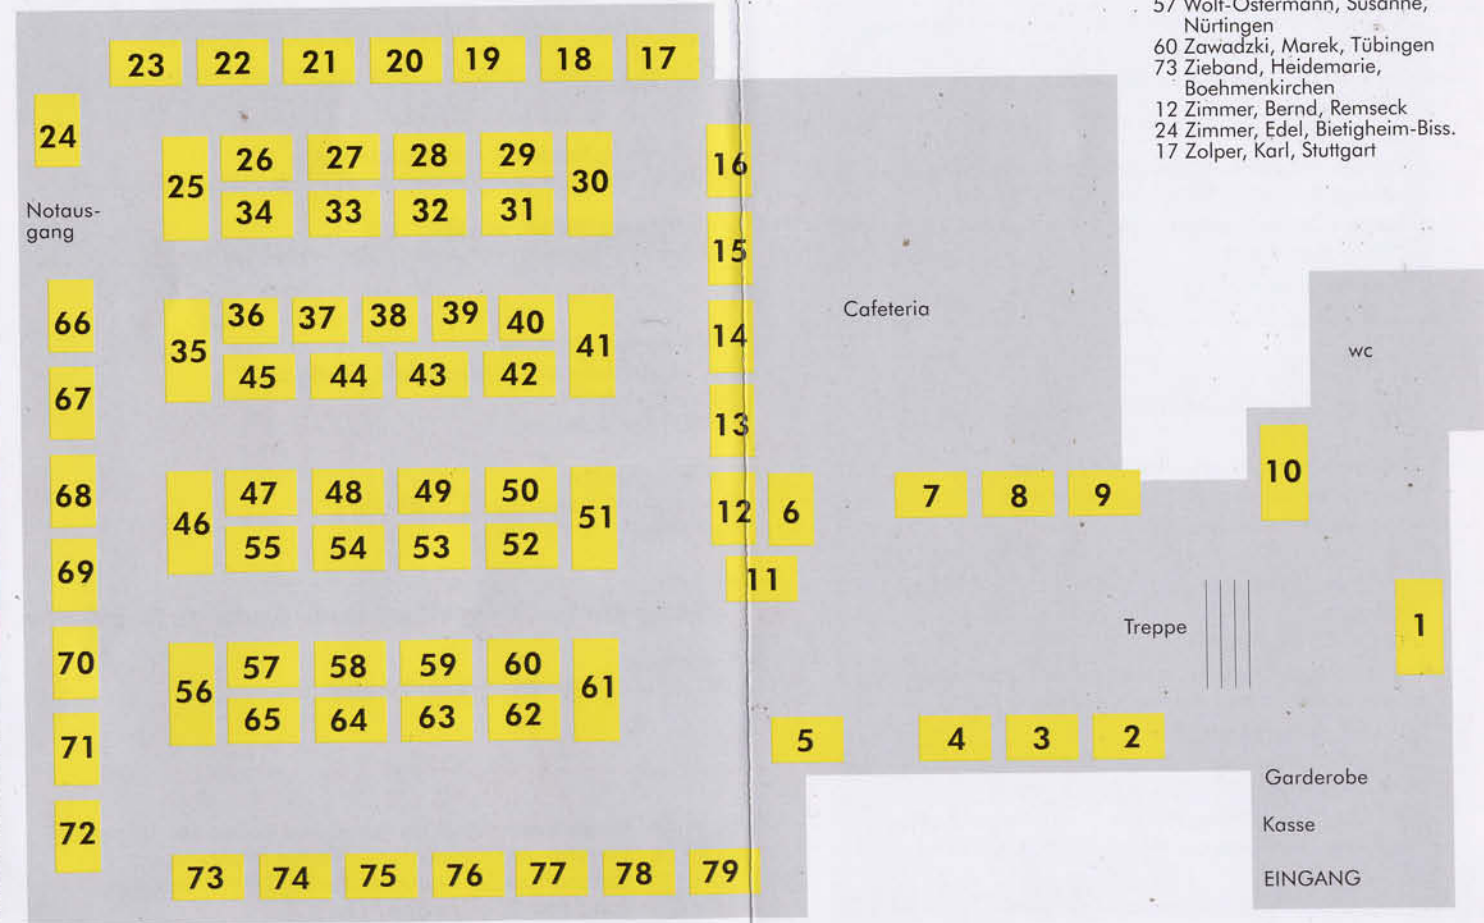 57 Wolf-Ostermann, Susanne,
Nürtingen
60 Zawadzki, Marek, Tübingen
73 Zieband, Heidemarie,
Boehmenkirchen
12 Zimmer, Bernd, Remseck
24 Zimmer, Edel, Bietigheim-Biss.
17 Zolper, Karl, Stuttgart
23 22 21 20 19 18 17
24
16
25 26 27 28 29 30
34 33 32 31
Notaus-
gang
15
Cafeteria
66
35 36 37 38 39 40 41
45 44 43 42
14
wc
67
13
68
46 47 48 49 50 51
55 54 53 52
12 6 7 8 9 10
69
11
Treppe
1
70
56 57 58 59 60 61
65 64 63 62
71
5 4 3 2
Garderobe
72
Kasse
73 74 75 76 77 78 79
EINGANG